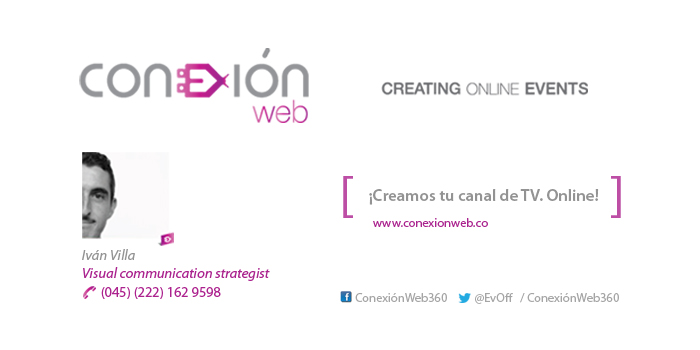 conExión
web
CREATING ONLINE EVENTS
¡Creamos tu canal de TV. Online!
www.conexionweb.co
Iván Villa
Visual communication strategist
(045) (222) 162 9598
ConexiónWeb360 @EvOff / ConexiónWeb360